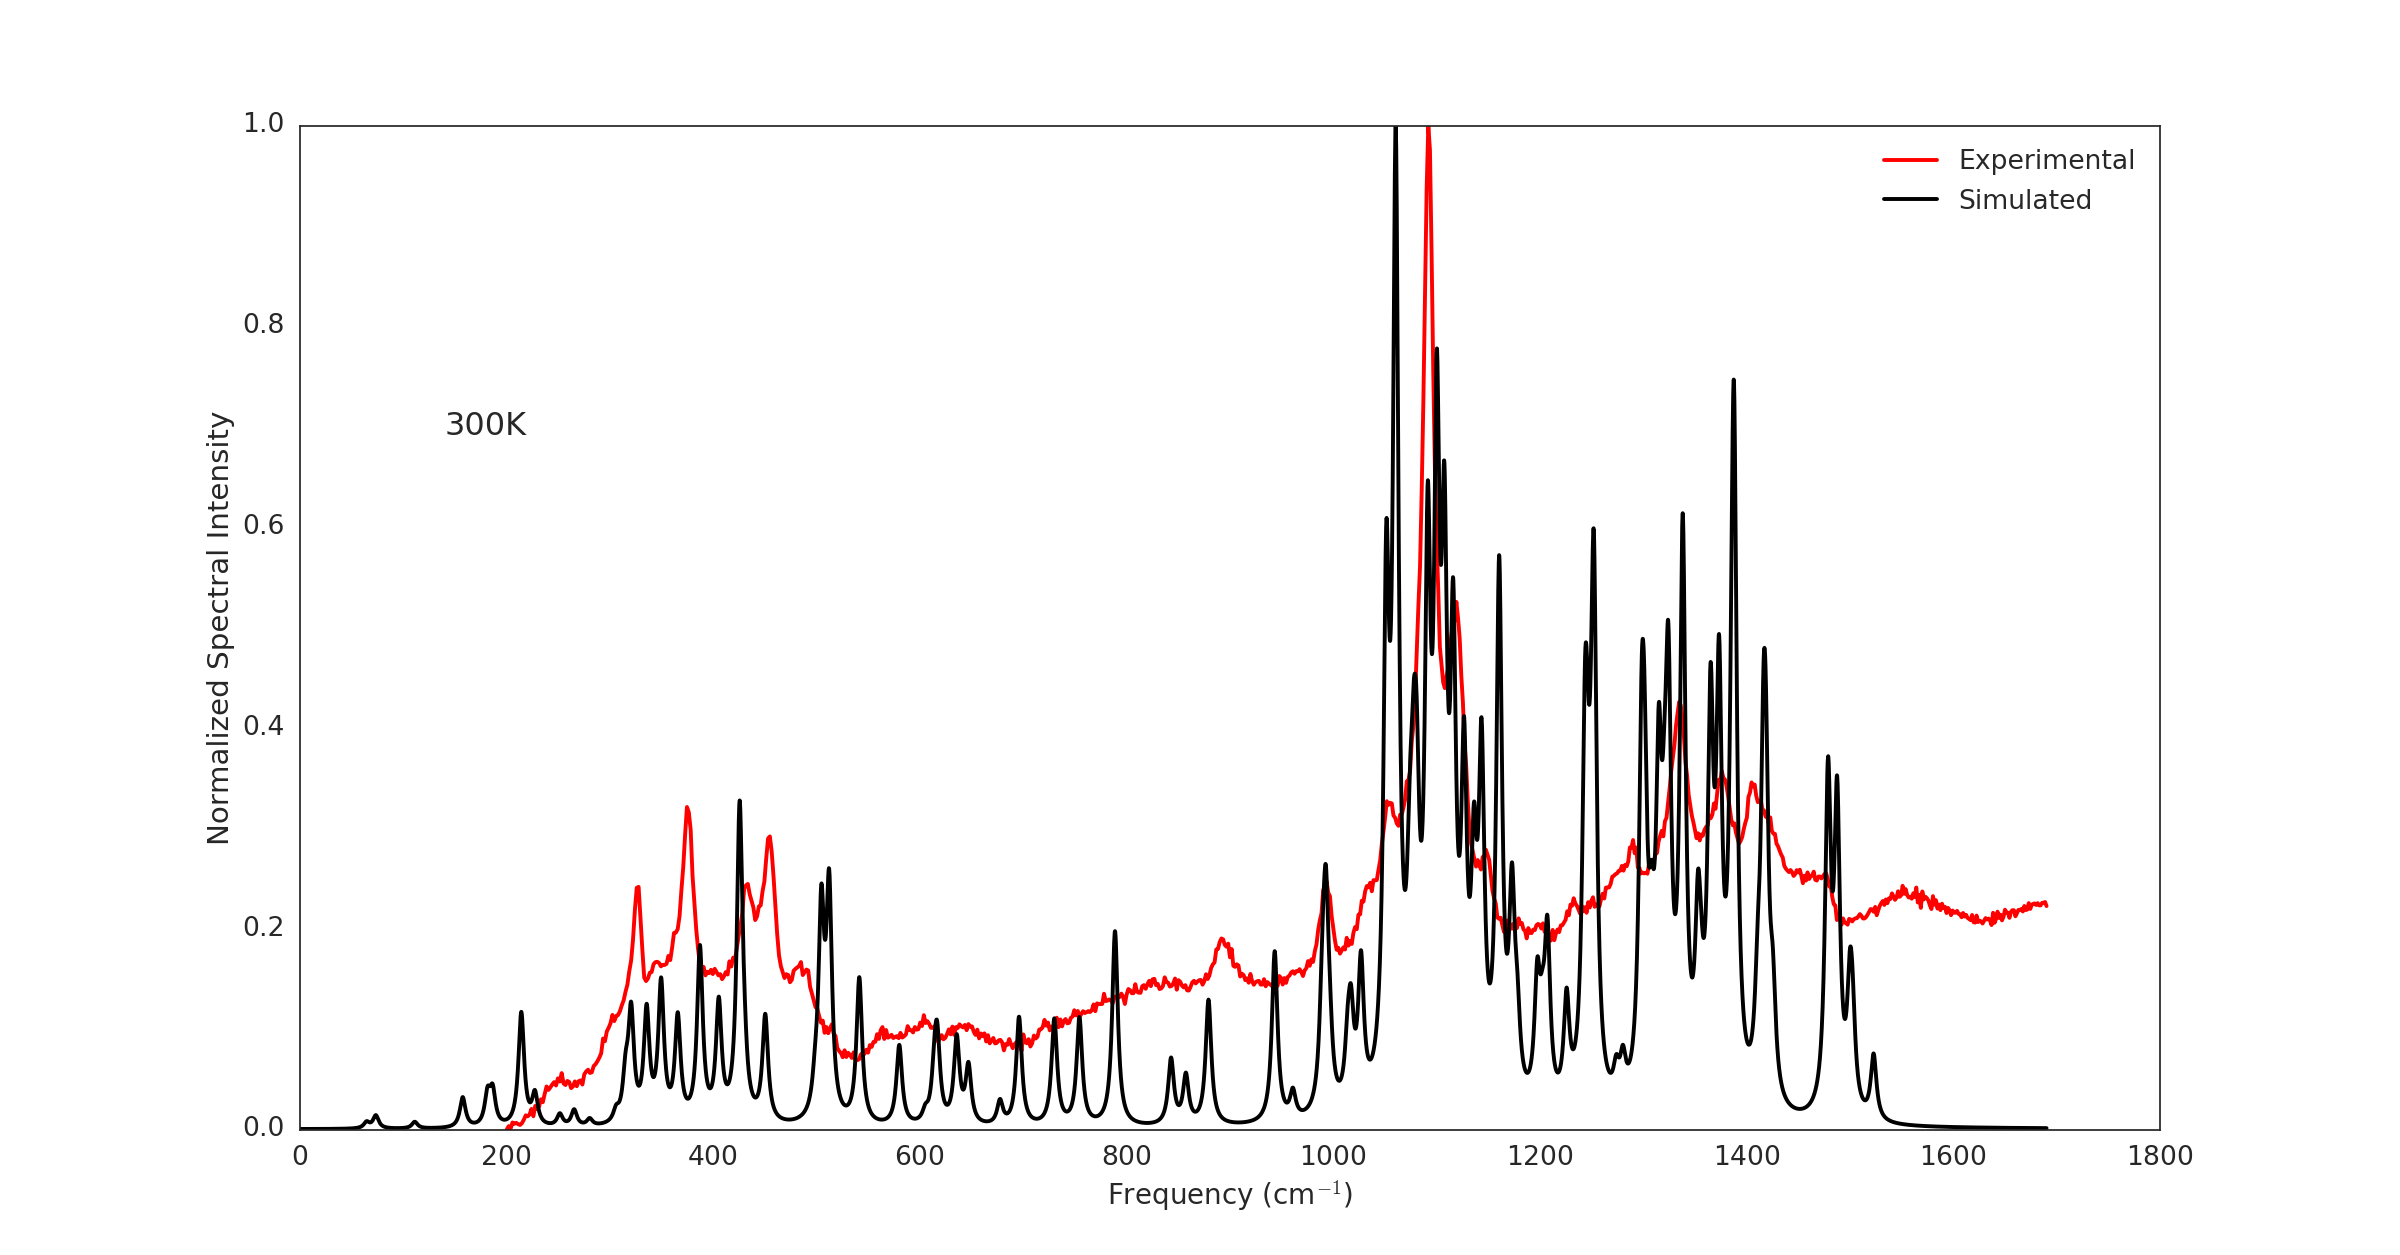 1.0
0.8
0.6
0.4
0.2
0.0
Normalized Spectral Intensity
Experimental
Simulated
300K
0 200 400 600 800 1000 1200 1400 1600 1800
Frequency (cm⁻¹)